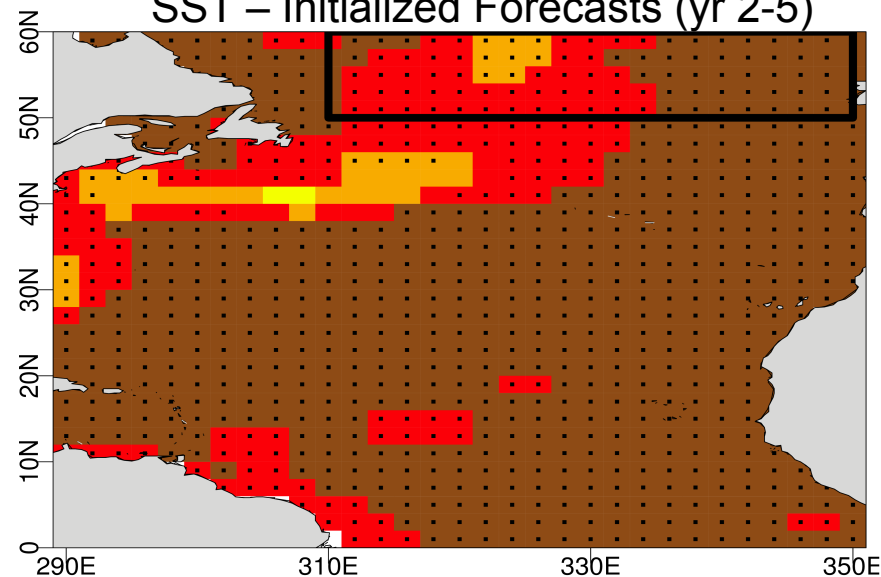 SST – Initialized Forecasts (yr 2-5)
60N
50N
40N
30N
20N
10N
0
290E 310E 330E 350E